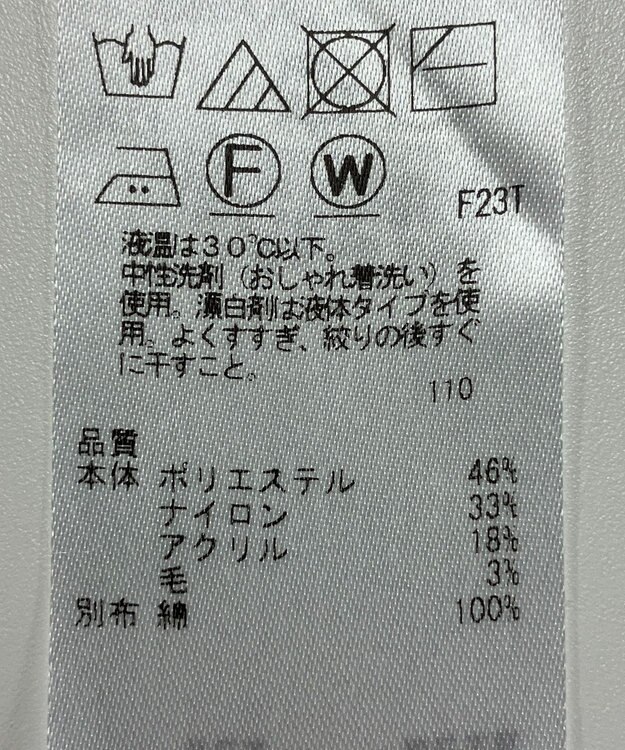 F
W
F23T
液温は30℃以下。
中性洗剤（おしゃれ着洗い）を
使用。漂白剤は液体タイプを使
用。よくすすぎ、絞りの後すぐ
に干すこと。
110
品質
本体 ポリエステル 46%
ナイロン 33%
アクリル 18%
毛 3%
別布 綿 100%